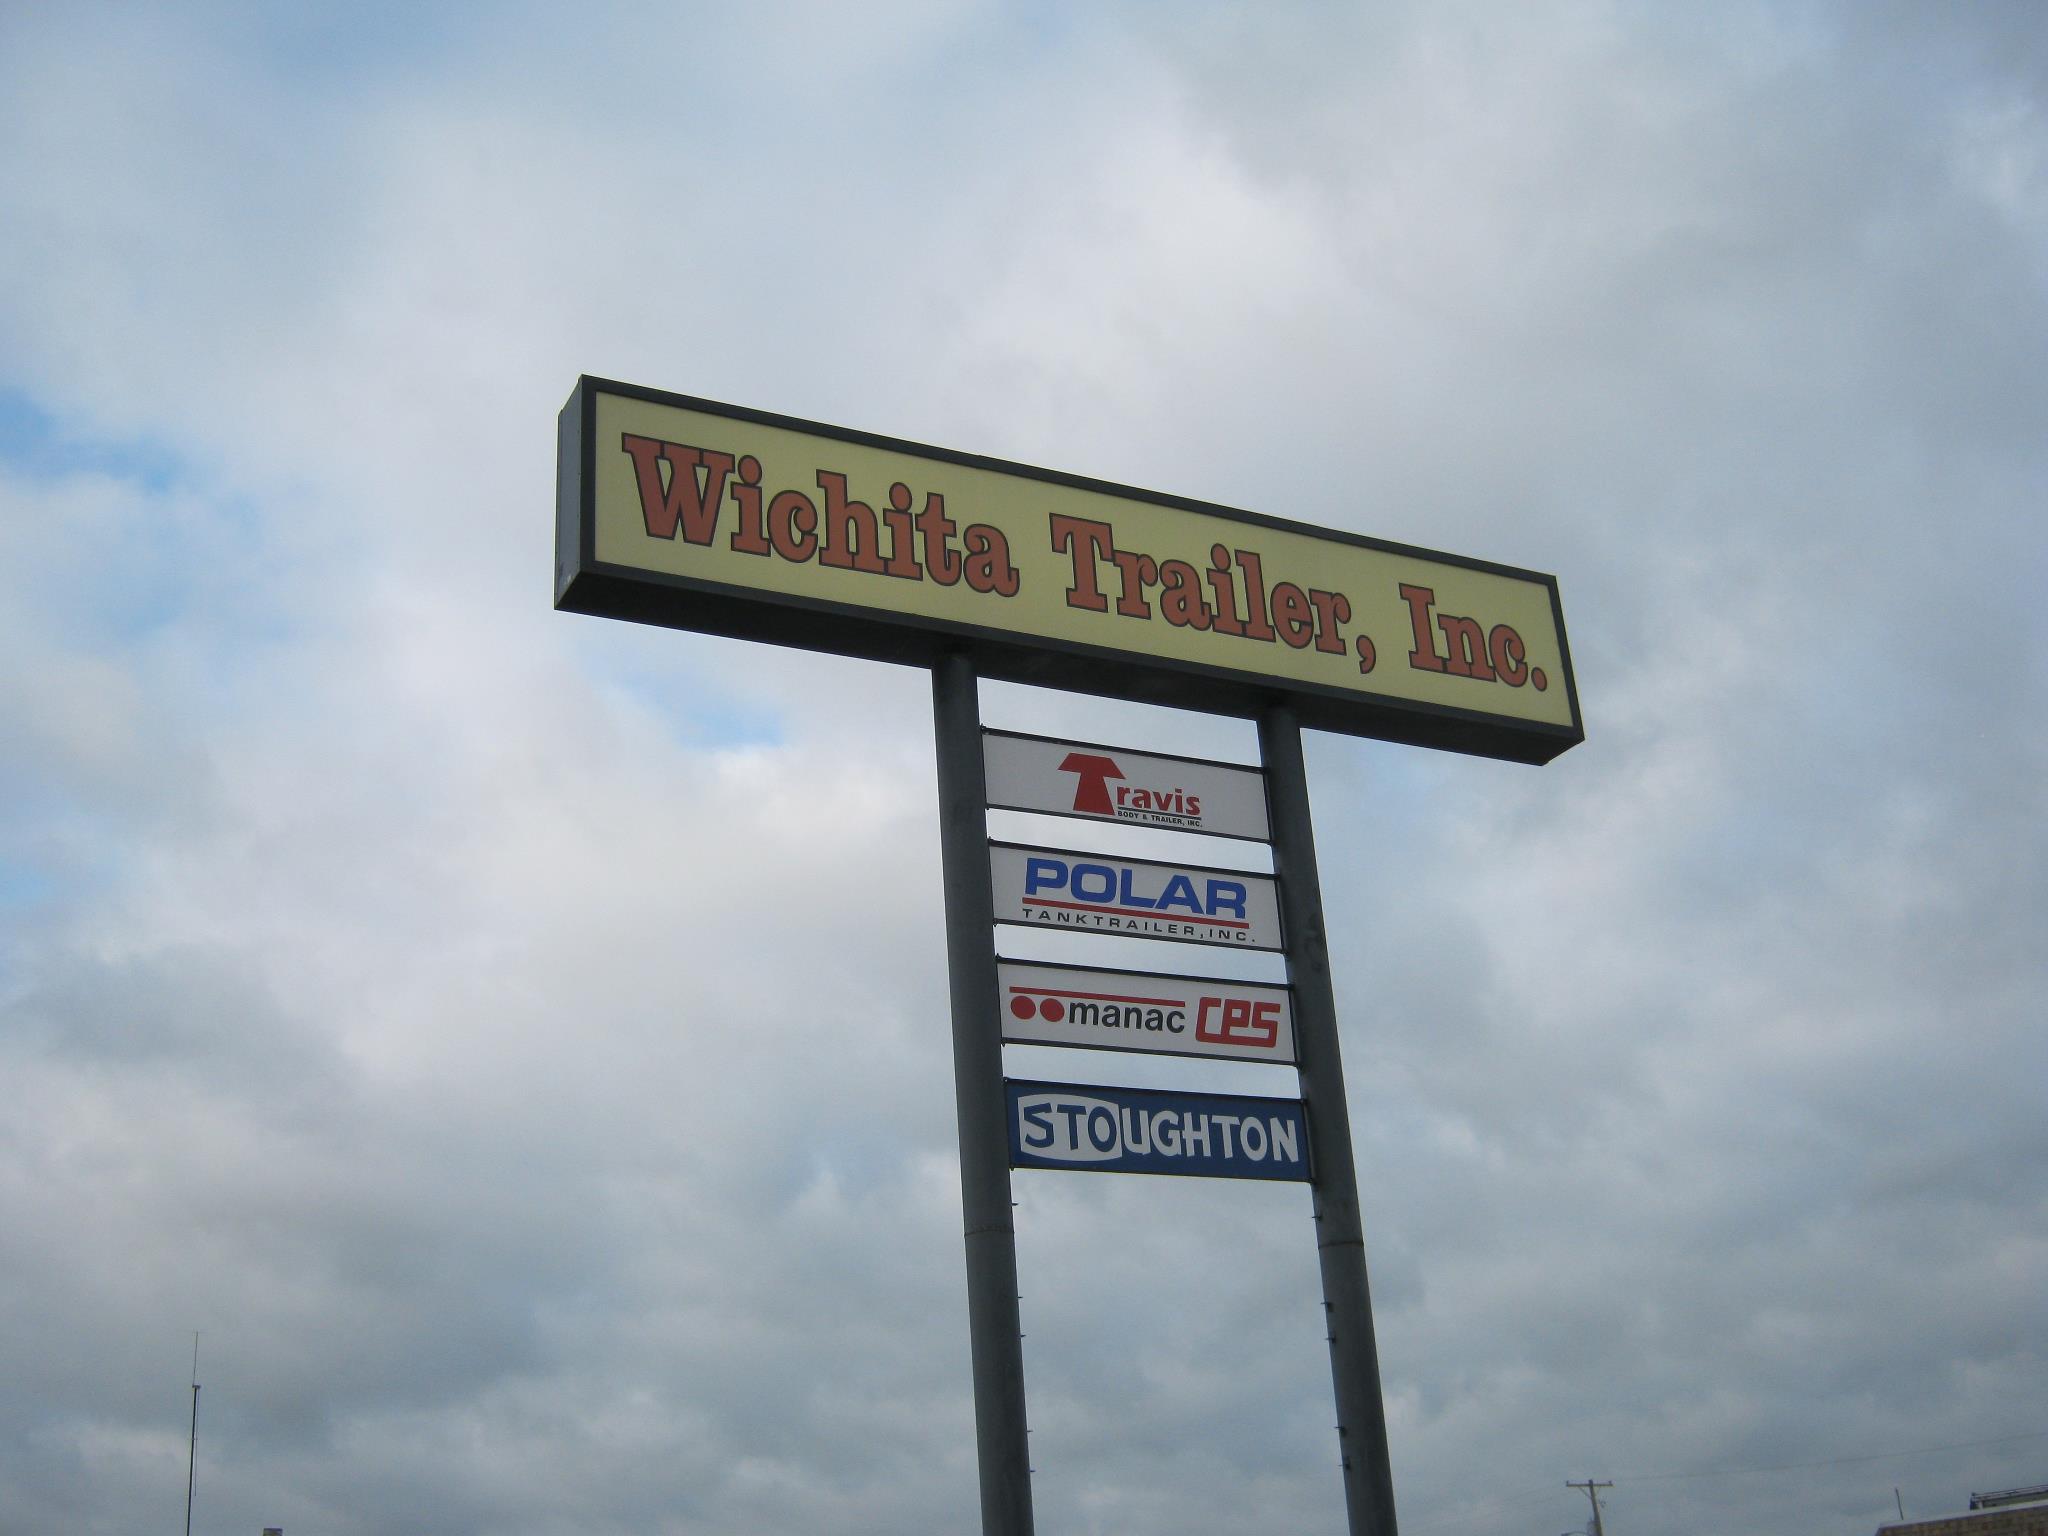 Wichita Trailer, Inc.
Travis
BODY & TRAILER, INC.
POLAR
TANKTRAILER, INC.
manac CPS
STOUGHTON